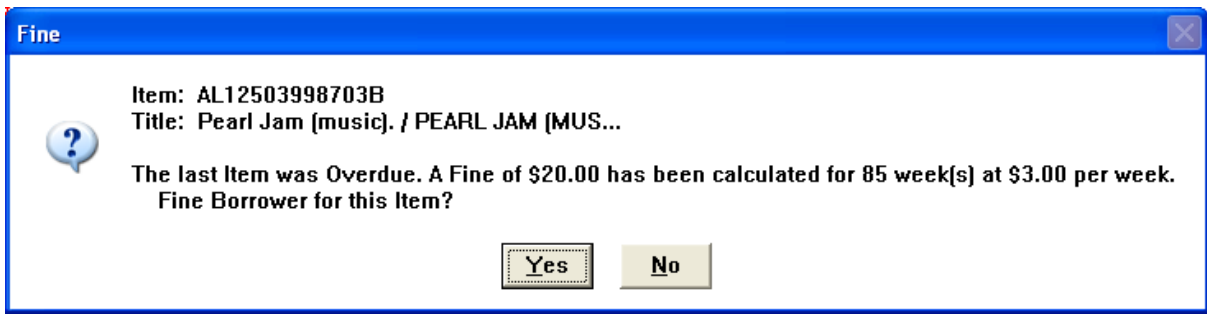 Fine
Item: AL12503998703B
Title: Pearl Jam (music). / PEARL JAM (MUS...
The last Item was Overdue. A Fine of $20.00 has been calculated for 85 week(s) at $3.00 per week.
Fine Borrower for this Item?
Yes No